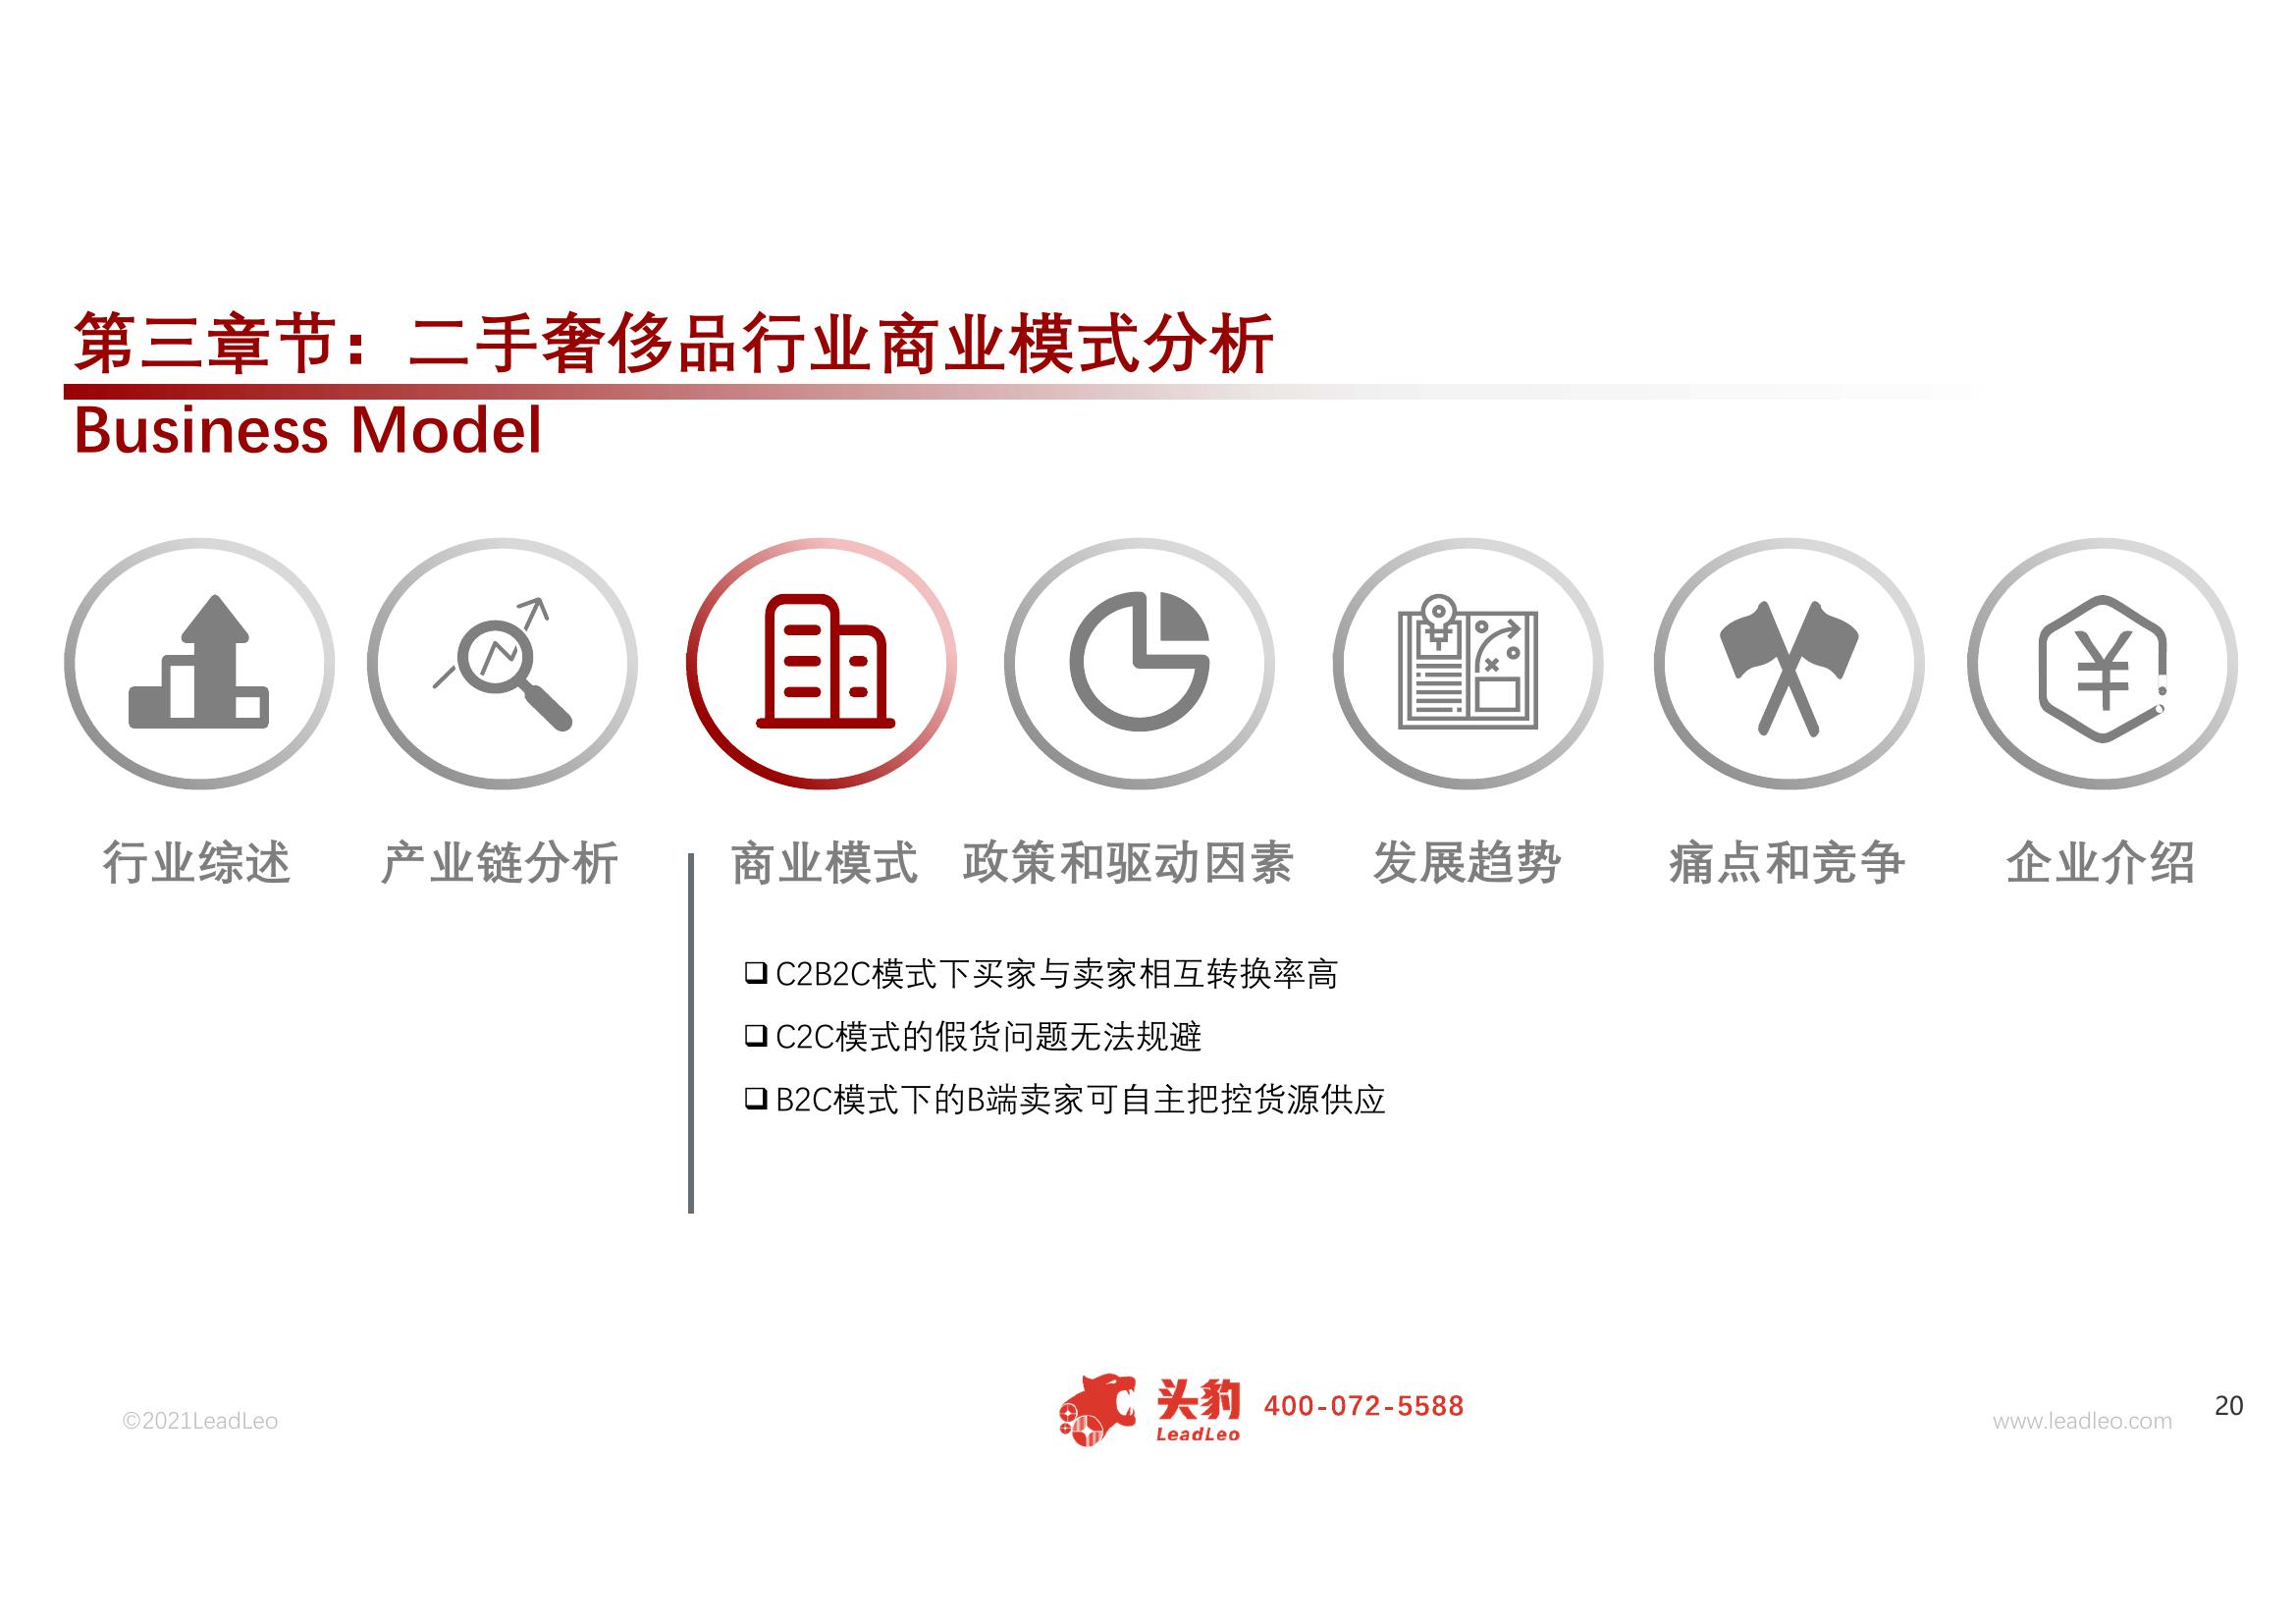 第三章节：二手奢侈品行业商业模式分析
Business Model
¥
行业综述 产业链分析 商业模式 政策和驱动因素 发展趋势 痛点和竞争 企业介绍
❑ C2B2C模式下买家与卖家相互转换率高
❑ C2C模式的假货问题无法规避
❑ B2C模式下的B端卖家可自主把控货源供应
©2021LeadLeo
头豹
LeadLeo
400-072-5588
www.leadleo.com
20